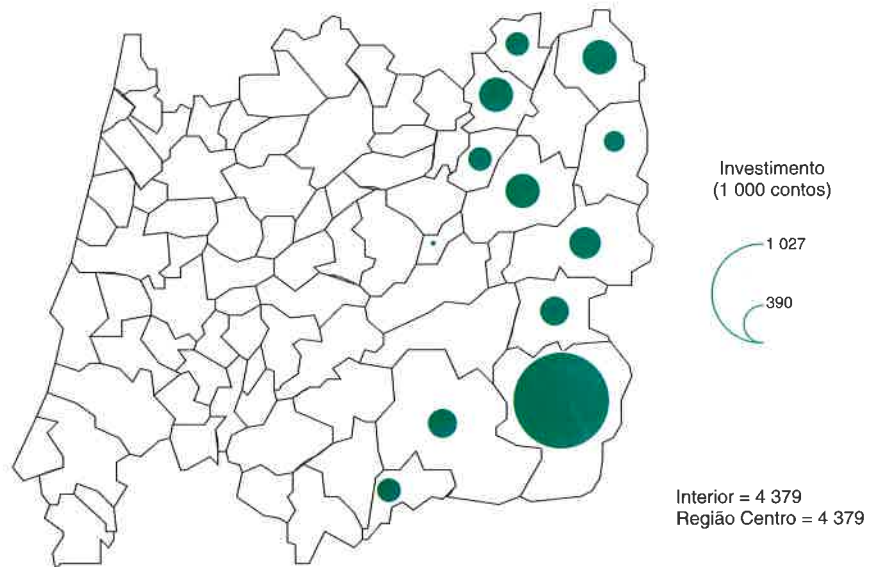 Investimento
(1 000 contos)
1 027
390
Interior = 4 379
Região Centro = 4 379